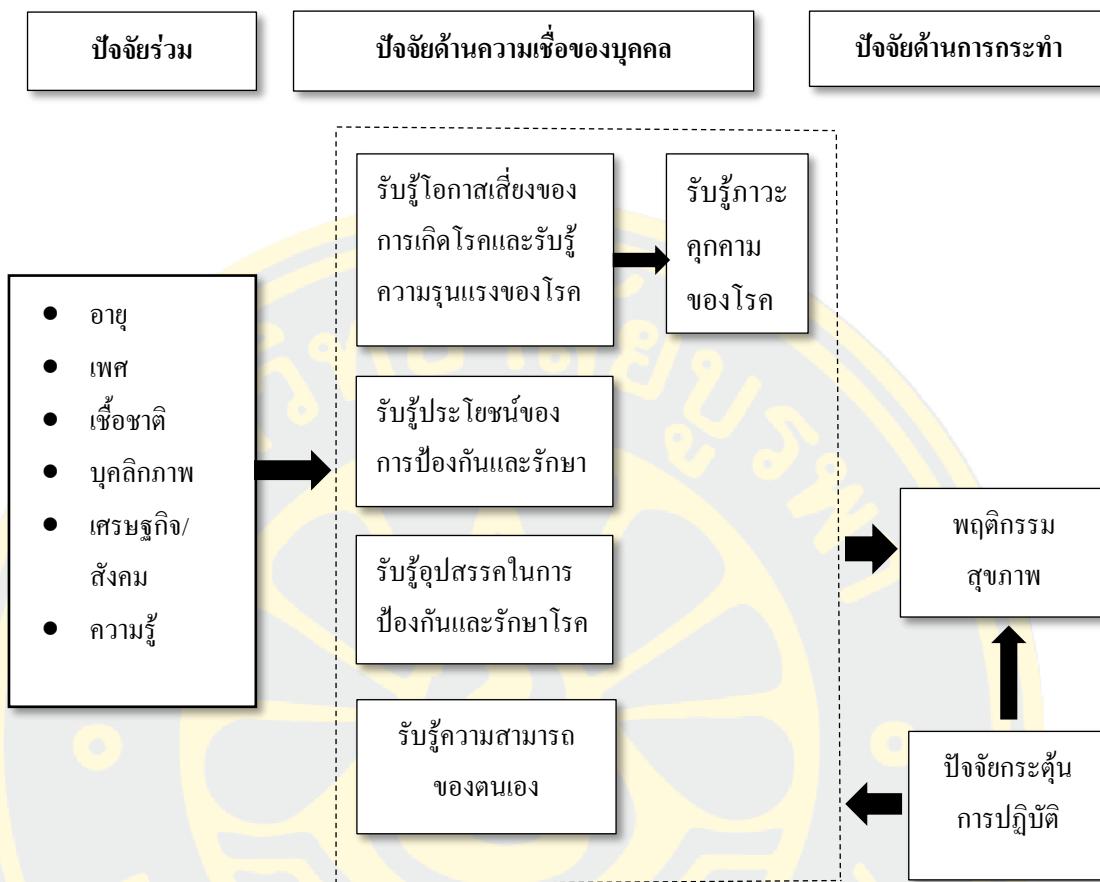 ปัจจัยร่วม
ปัจจัยด้านความเชื่อของบุคคล
ปัจจัยด้านการกระทำ
รับรู้โอกาสเสี่ยงของ
การเกิดโรคและรับรู้
ความรุนแรงของโรค
รับรู้ภาวะ
คุกคาม
ของโรค
● อายุ
● เพศ
● เชื้อชาติ
● บุคลิกภาพ
● เศรษฐกิจ/
สังคม
● ความรู้
รับรู้ประโยชน์ของ
การป้องกันและรักษา
รับรู้อุปสรรคในการ
ป้องกันและรักษาโรค
รับรู้ความสามารถ
ของตนเอง
พฤติกรรม
สุขภาพ
ปัจจัยกระตุ้น
การปฏิบัติ